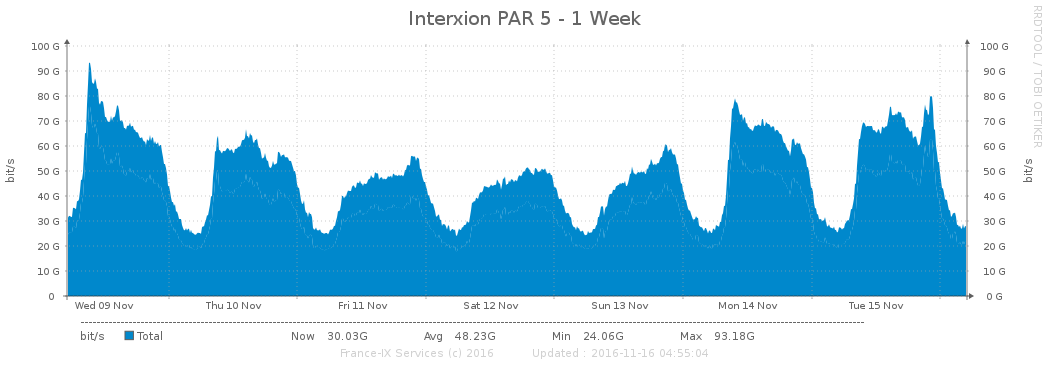 Interxion PAR 5 - 1 Week
RRDTOOL / TOBI OETIKER
bit/s
100 G 100 G
90 G 90 G
80 G 80 G
70 G 70 G
60 G 60 G
50 G 50 G
40 G 40 G
30 G 30 G
20 G 20 G
10 G 10 G
0 0 G
bit/s
Wed 09 Nov Thu 10 Nov Fri 11 Nov Sat 12 Nov Sun 13 Nov Mon 14 Nov Tue 15 Nov
bit/s Total Now 30.03G Avg 48.23G Min 24.06G Max 93.18G
France-IX Services (c) 2016 Updated : 2016-11-16 04:55:04